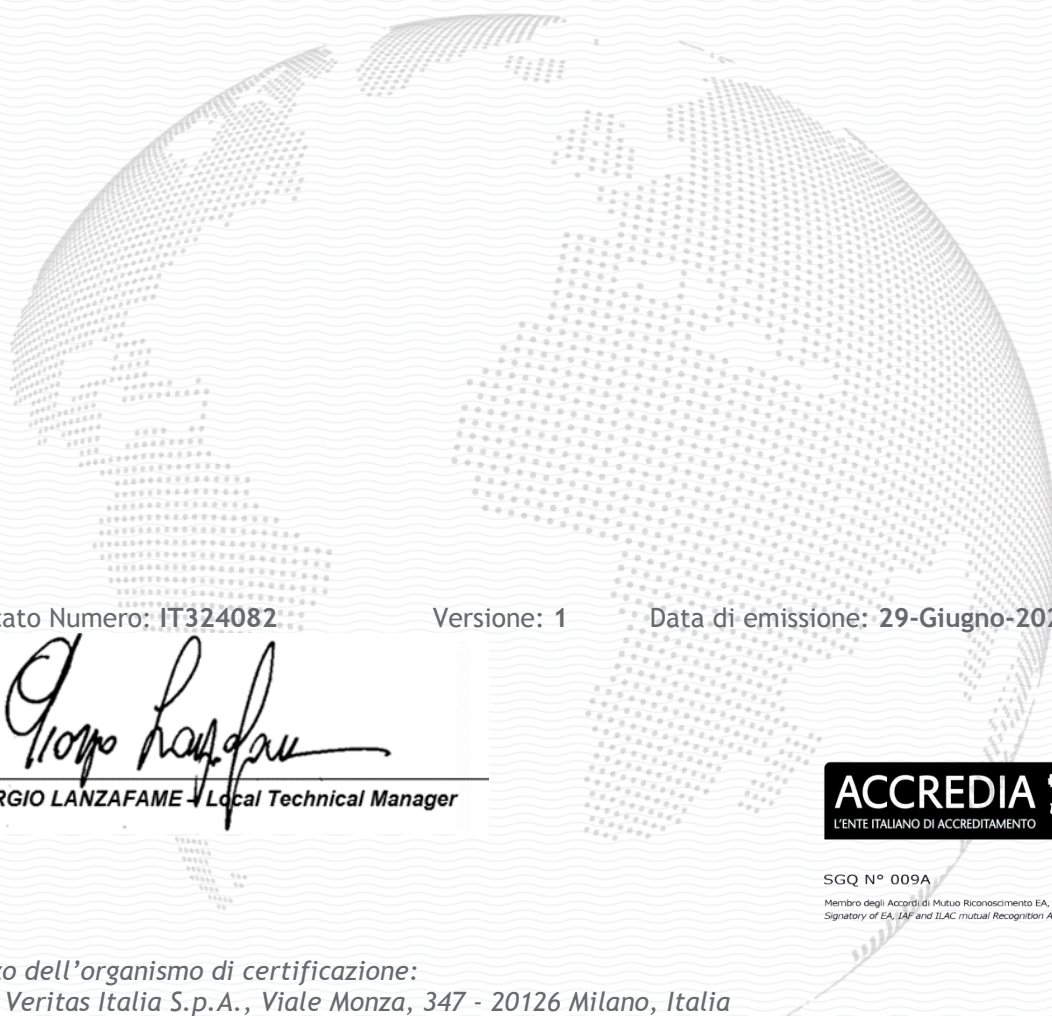 cato Numero: IT324082 Versione: 1 Data di emissione: 29-Giugno-202
RGIO LANZAFAME - Local Technical Manager
ACCREDIA
L'ENTE ITALIANO DI ACCREDITAMENTO
SGQ N° 009A
Membro degli Accordi di Mutuo Riconoscimento EA,
Signatory of EA, IAF and ILAC mutual Recognition A
zo dell'organismo di certificazione:
Veritas Italia S.p.A., Viale Monza, 347 - 20126 Milano, Italia